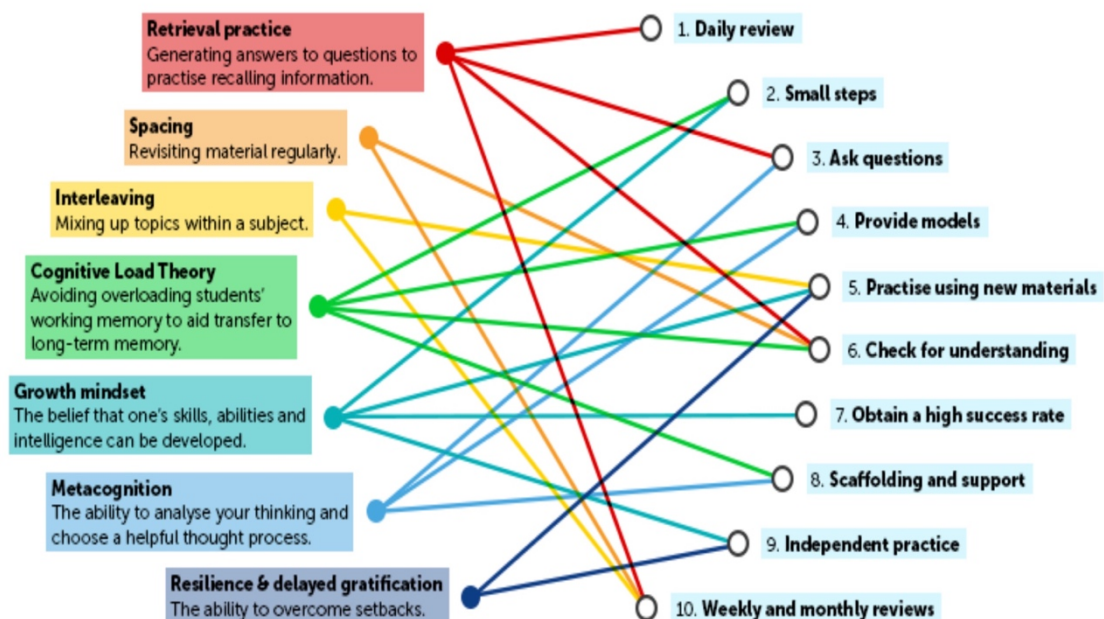 Retrieval practice
Generating answers to questions to
practise recalling information.
Spacing
Revisiting material regularly.
Interleaving
Mixing up topics within a subject.
Cognitive Load Theory
Avoiding overloading students’
working memory to aid transfer to
long-term memory.
Growth mindset
The belief that one’s skills, abilities and
intelligence can be developed.
Metacognition
The ability to analyse your thinking and
choose a helpful thought process.
Resilience & delayed gratification
The ability to overcome setbacks.
1. Daily review
2. Small steps
3. Ask questions
4. Provide models
5. Practise using new materials
6. Check for understanding
7. Obtain a high success rate
8. Scaffolding and support
9. Independent practice
10. Weekly and monthly reviews